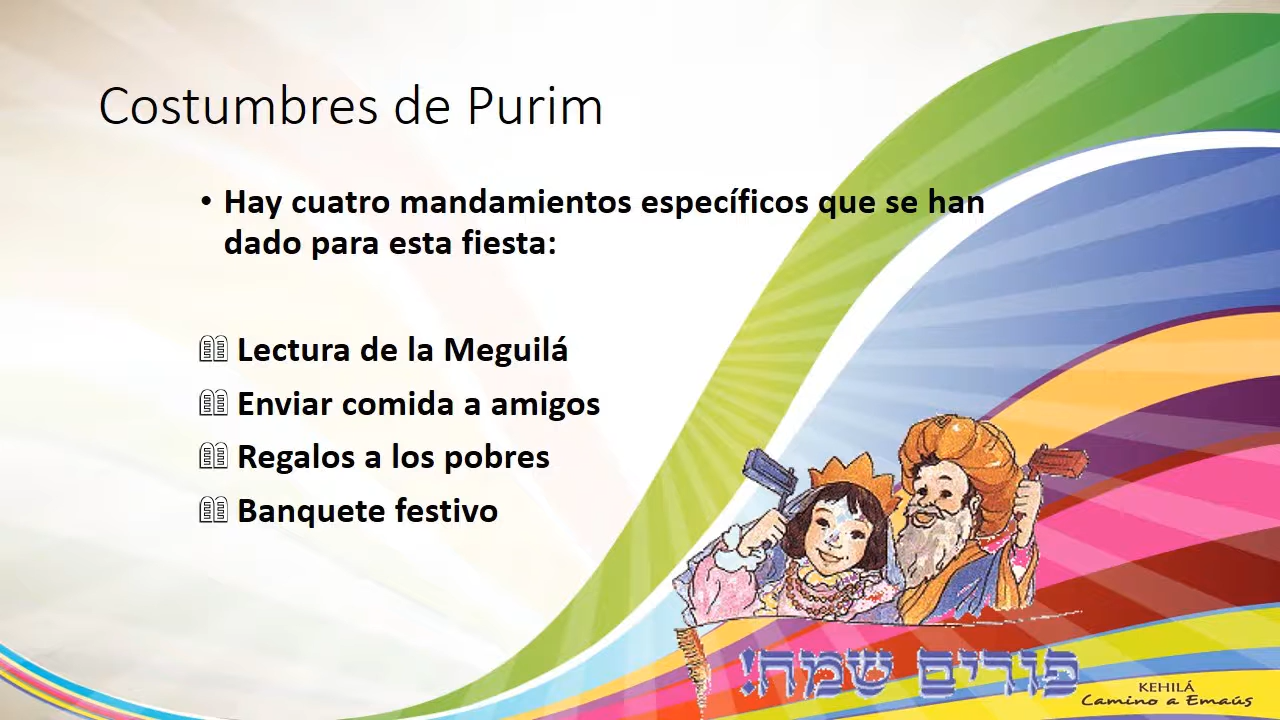 Costumbres de Purim
• Hay cuatro mandamientos específicos que se han
dado para esta fiesta:
Lectura de la Meguilá
Enviar comida a amigos
Regalos a los pobres
Banquete festivo
פורים שמח!
KEHILÁ
Camino a Emaús